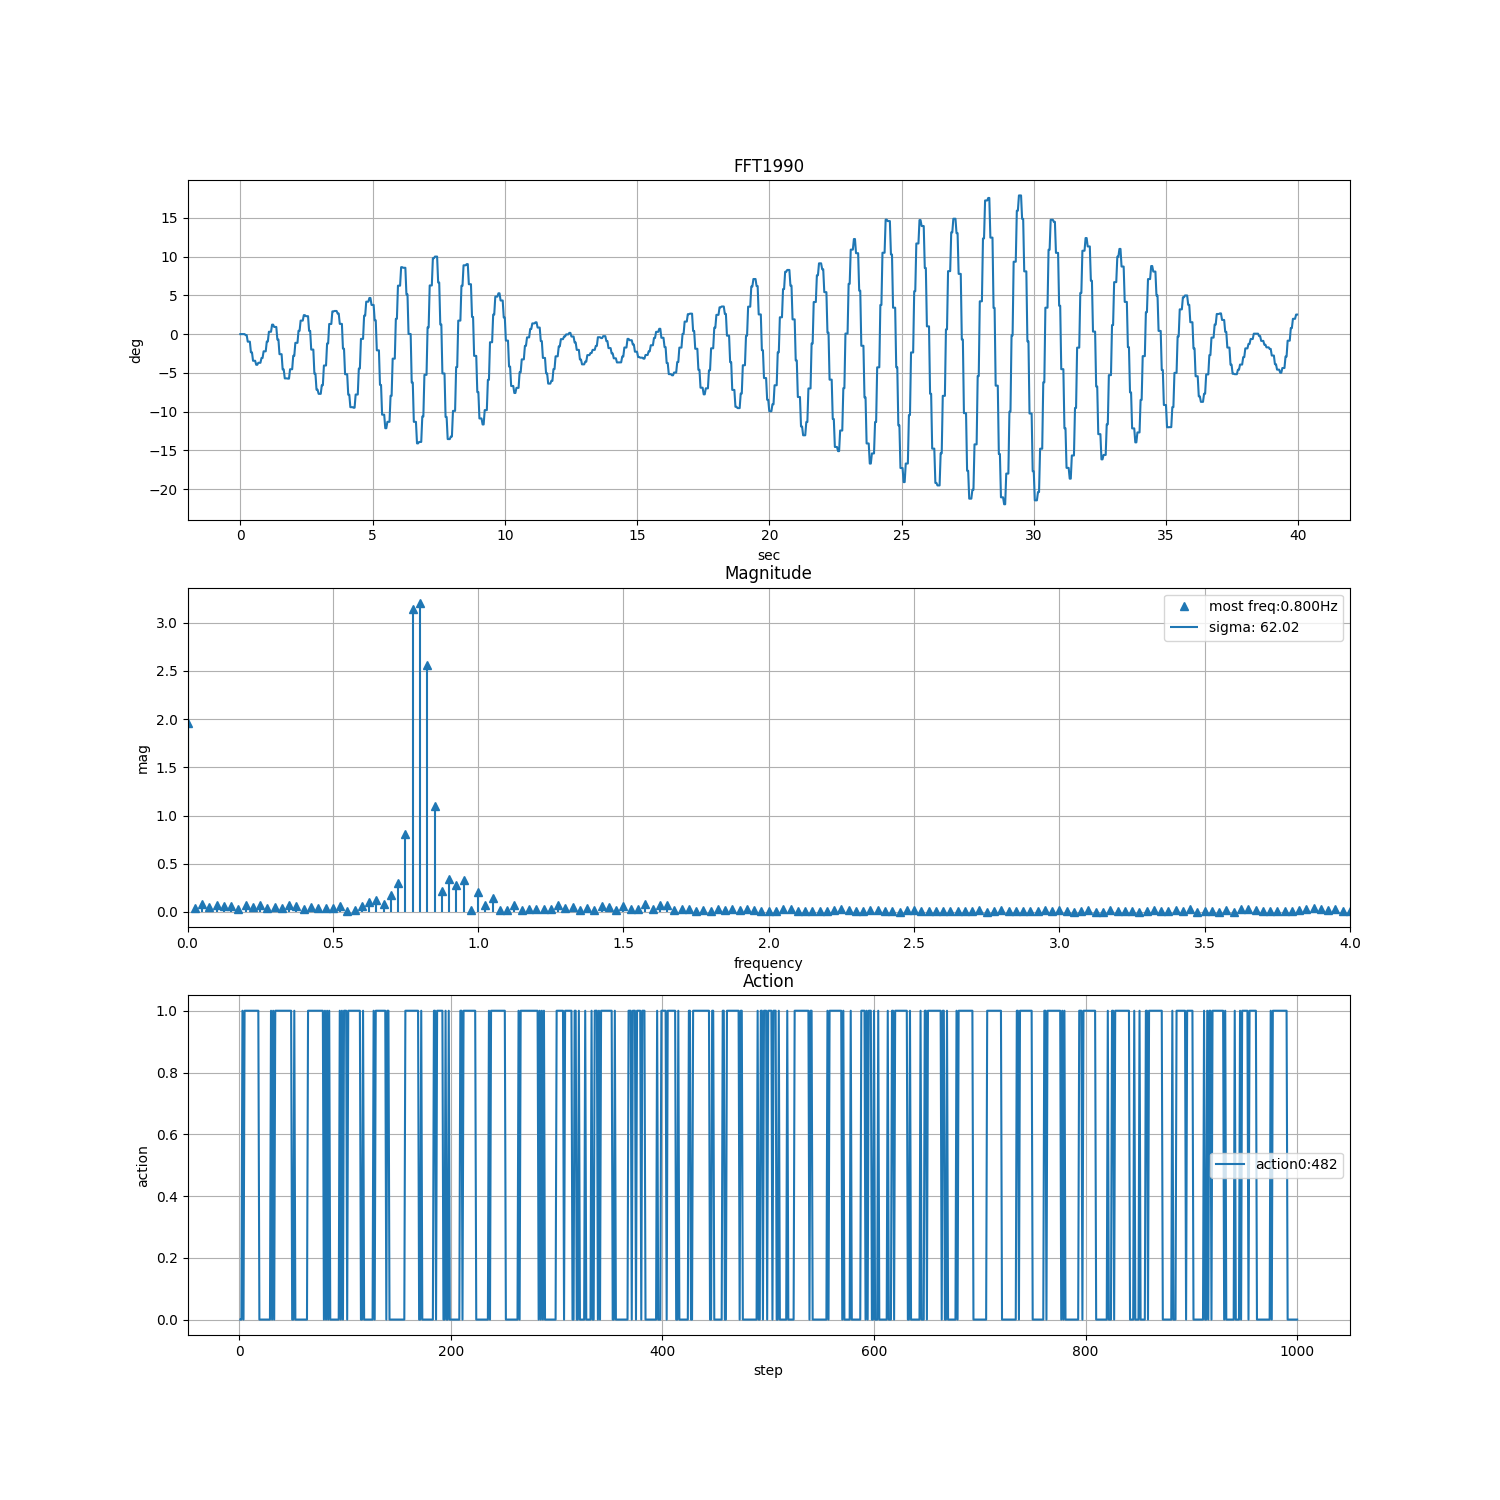 FFT1990
15
10
5
0
−5
−10
−15
−20
deg
0 5 10 15 20 25 30 35 40
sec
Magnitude
most freq:0.800Hz
sigma: 62.02
3.0
2.5
2.0
1.5
1.0
0.5
0.0
mag
0.0 0.5 1.0 1.5 2.0 2.5 3.0 3.5 4.0
frequency
Action
1.0
0.8
0.6
0.4
0.2
0.0
action
action0:482
0 200 400 600 800 1000
step